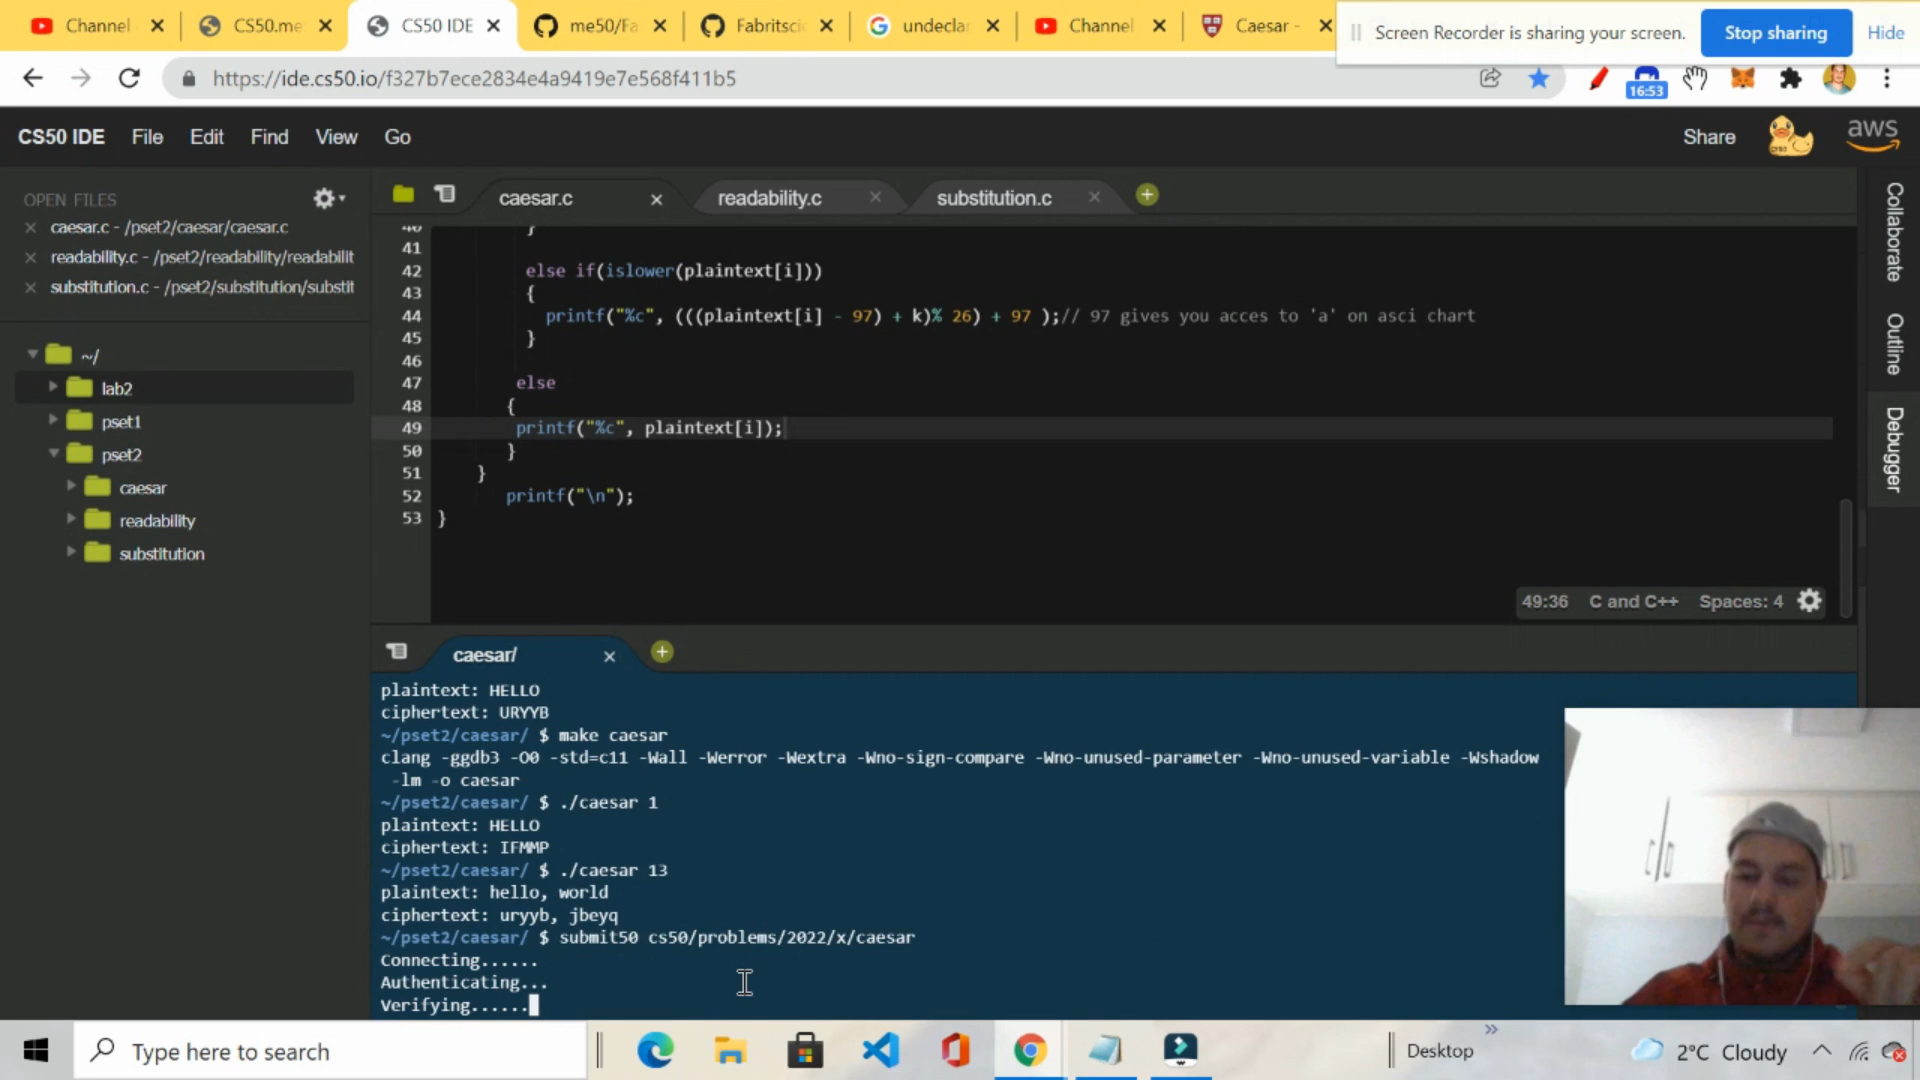 Channel
CS50.me
CS50 IDE
me50/Fa
Fabritsci
undeclar
Channel
Caesar -
Screen Recorder is sharing your screen.
Stop sharing
Hide
https://ide.cs50.io/f327b7ece2834e4a9419e7e568f411b5
16:53
CS50 IDE File Edit Find View Go
Share
aws
OPEN FILES
caesar.c - /pset2/caesar/caesar.c
readability.c - /pset2/readability/readabilit
substitution.c - /pset2/substitution/substit
~/
lab2
pset1
pset2
caesar
readability
substitution
caesar.c
readability.c
substitution.c
40 }
41
42 else if(islower(plaintext[i]))
43 {
44 printf("%c", (((plaintext[i] - 97) + k)% 26) + 97 );// 97 gives you acces to 'a' on asci chart
45 }
46
47 else
48 {
49 printf("%c", plaintext[i]);
50 }
51 }
52 printf("\n");
53 }
49:36 C and C++ Spaces: 4
Collaborate
Outline
Debugger
caesar/
plaintext: HELLO
ciphertext: URYYB
~/pset2/caesar/ $ make caesar
clang -ggdb3 -O0 -std=c11 -Wall -Werror -Wextra -Wno-sign-compare -Wno-unused-parameter -Wno-unused-variable -Wshadow
-lm -o caesar
~/pset2/caesar/ $ ./caesar 1
plaintext: HELLO
ciphertext: IFMMP
~/pset2/caesar/ $ ./caesar 13
plaintext: hello, world
ciphertext: uryyb, jbeyq
~/pset2/caesar/ $ submit50 cs50/problems/2022/x/caesar
Connecting......
Authenticating...
Verifying......
Type here to search
Desktop
2°C Cloudy